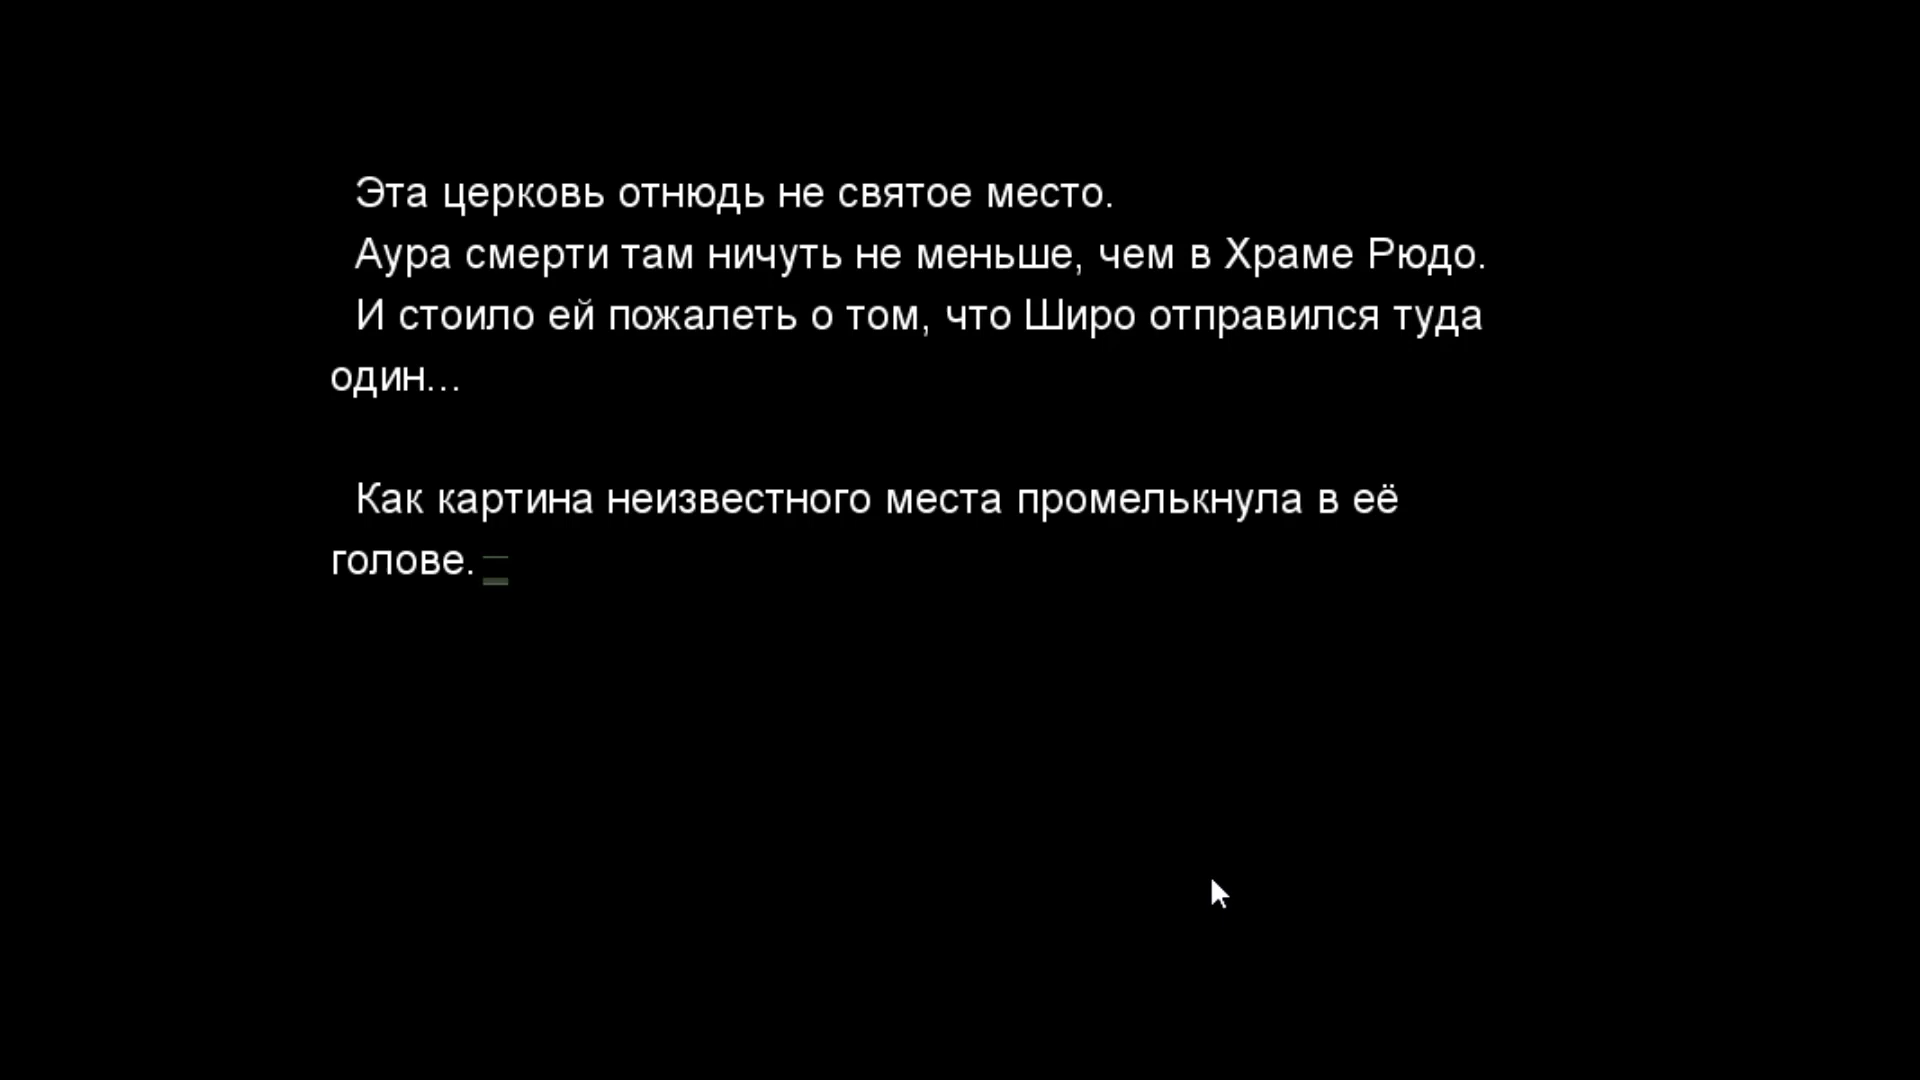 Эта церковь отнюдь не святое место.
Аура смерти там ничуть не меньше, чем в Храме Рюдо.
И стоило ей пожалеть о том, что Широ отправился туда
один...
Как картина неизвестного места промелькнула в её
голове.